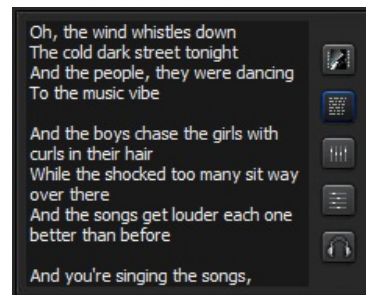 Oh, the wind whistles down
The cold dark street tonight
And the people, they were dancing
To the music vibe
And the boys chase the girls with
curls in their hair
While the shocked too many sit way
over there
And the songs get louder each one
better than before
And you're singing the songs,